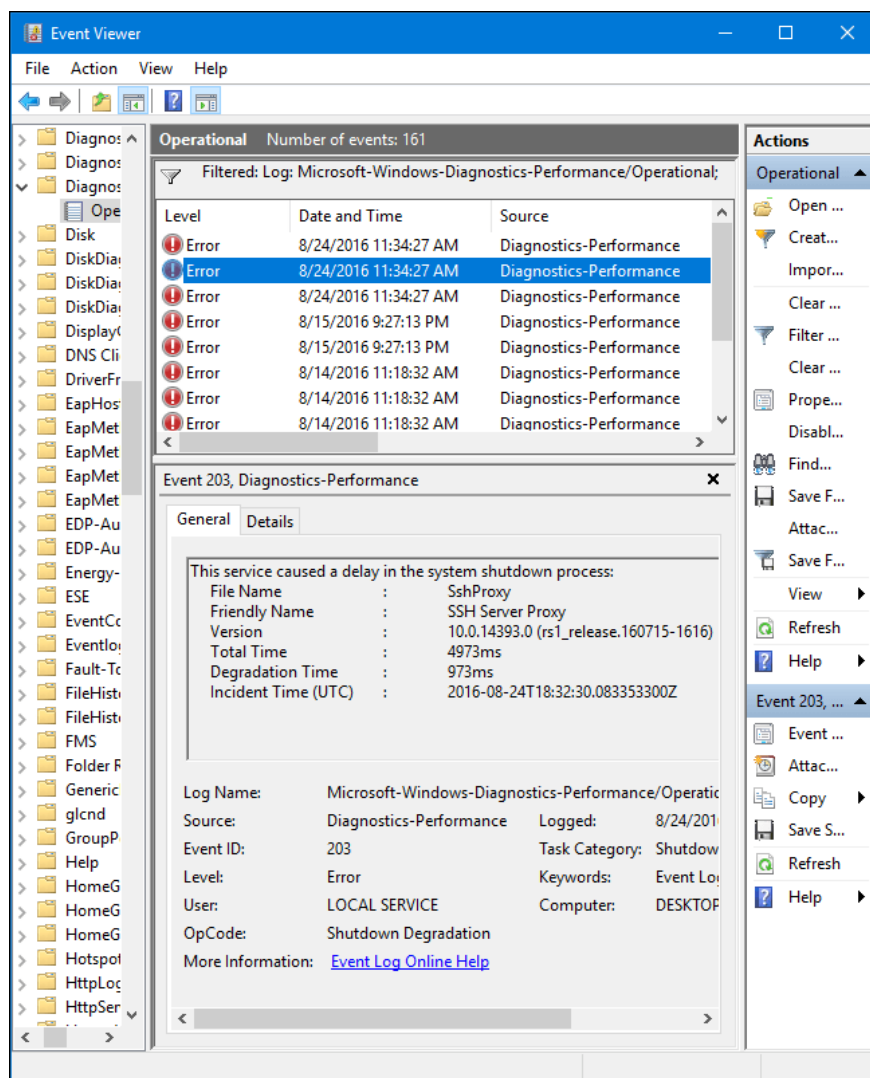 Event Viewer
File Action View Help
Diagnos
Diagnos
Diagnos
Ope
Disk
DiskDia
DiskDia
DiskDia
Display
DNS Cli
DriverFr
EapHos
EapMet
EapMet
EapMet
EapMet
EDP-Au
EDP-Au
Energy-
ESE
EventCo
Eventlo
Fault-To
FileHist
FileHist
FMS
Folder R
Generic
glcnd
GroupP
Help
HomeG
HomeG
HomeG
Hotspot
HttpLog
HttpSer
Operational Number of events: 161
Filtered: Log: Microsoft-Windows-Diagnostics-Performance/Operational;
Level Date and Time Source
Error 8/24/2016 11:34:27 AM Diagnostics-Performance
Error 8/24/2016 11:34:27 AM Diagnostics-Performance
Error 8/24/2016 11:34:27 AM Diagnostics-Performance
Error 8/15/2016 9:27:13 PM Diagnostics-Performance
Error 8/15/2016 9:27:13 PM Diagnostics-Performance
Error 8/14/2016 11:18:32 AM Diagnostics-Performance
Error 8/14/2016 11:18:32 AM Diagnostics-Performance
Error 8/14/2016 11:18:32 AM Diagnostics-Performance
Event 203, Diagnostics-Performance
General Details
This service caused a delay in the system shutdown process:
File Name : SshProxy
Friendly Name : SSH Server Proxy
Version : 10.0.14393.0 (rs1_release.160715-1616)
Total Time : 4973ms
Degradation Time : 973ms
Incident Time (UTC) : 2016-08-24T18:32:30.083353300Z
Log Name: Microsoft-Windows-Diagnostics-Performance/Operatic
Source: Diagnostics-Performance Logged: 8/24/201
Event ID: 203 Task Category: Shutdow
Level: Error Keywords: Event Lo
User: LOCAL SERVICE Computer: DESKTOP
OpCode: Shutdown Degradation
More Information: Event Log Online Help
Actions
Operational
Open ...
Creat...
Impor...
Clear ...
Filter ...
Clear ...
Prope...
Disabl...
Find...
Save F...
Attac...
Save F...
View
Refresh
Help
Event 203, ...
Event ...
Attac...
Copy
Save S...
Refresh
Help